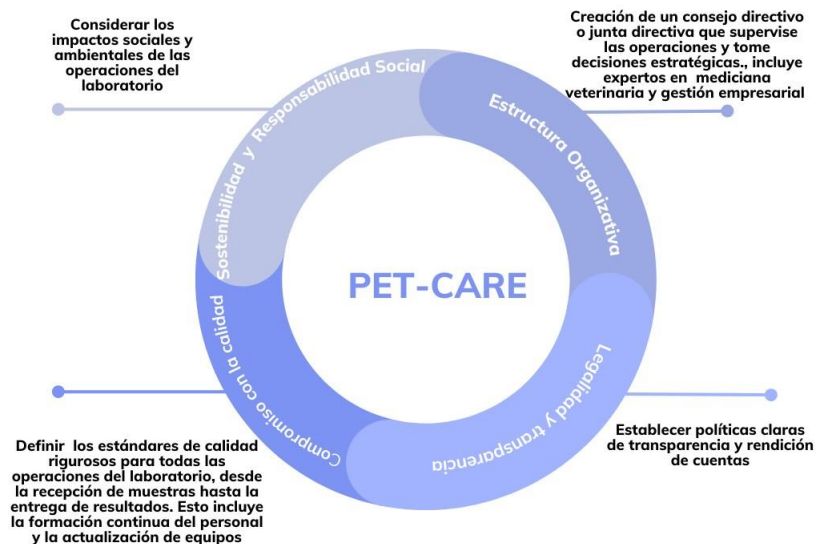 Considerar los
impactos sociales y
ambientales de las
operaciones del
laboratorio
Sostenibilidad y Responsabilidad Social
Creación de un consejo directivo
o junta directiva que supervise
las operaciones y tome
decisiones estratégicas., incluye
expertos en mediciana
veterinaria y gestión empresarial
Estructura Organizativa
PET-CARE
Compromiso con la calidad
Definir los estándares de calidad
rigurosos para todas las
operaciones del laboratorio, desde
la recepción de muestras hasta la
entrega de resultados. Esto incluye
la formación continua del personal
y la actualización de equipos
Legalidad y transparencia
Establecer políticas claras
de transparencia y rendición
de cuentas